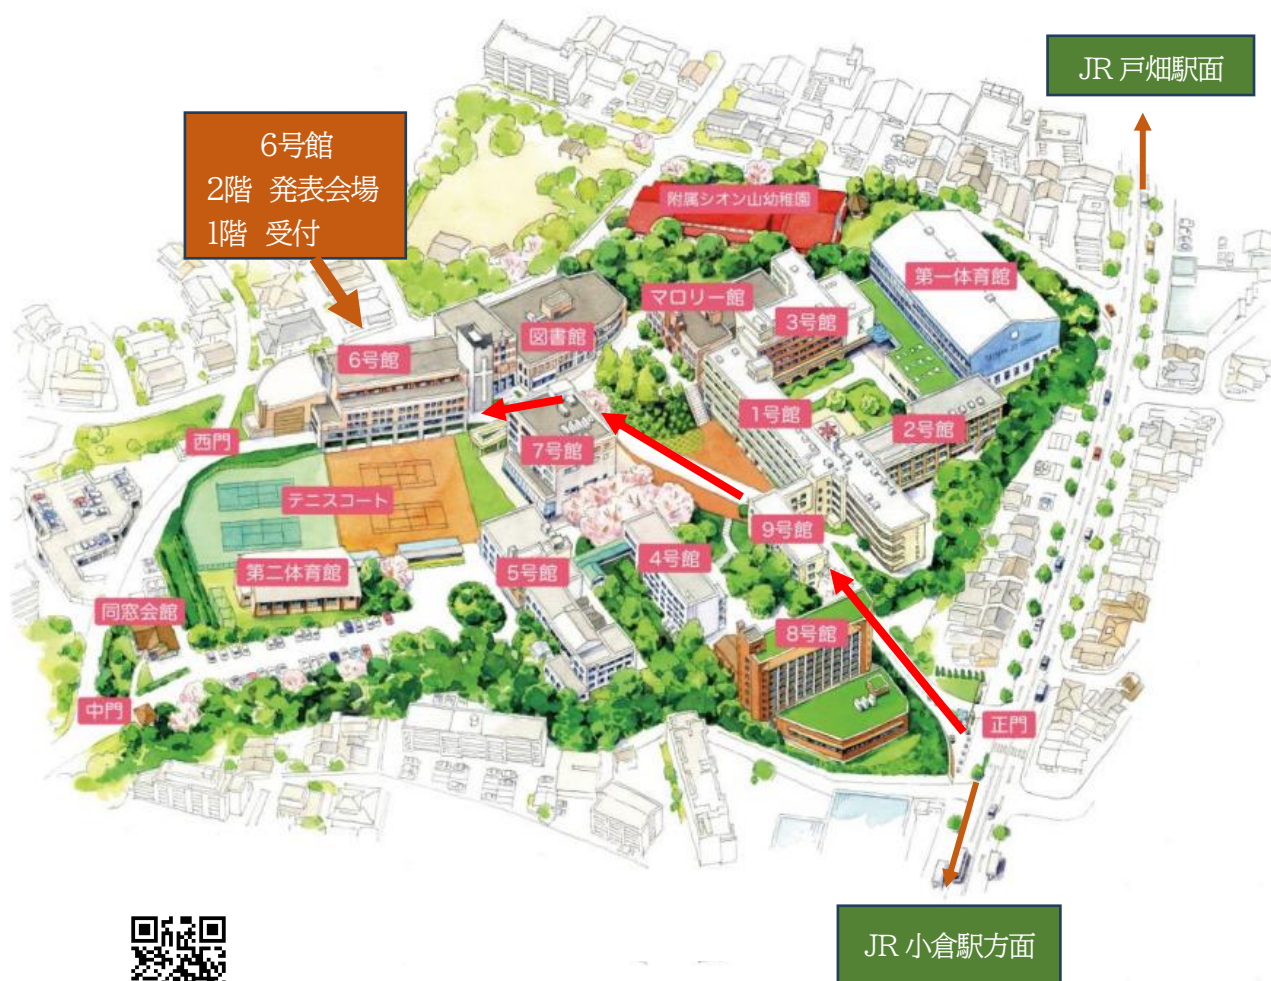 JR 戸畑駅面
6号館
2階 発表会場
1階 受付
附属シオン山幼稚園
第一体育館
マロリー館
3号館
図書館
6号館
1号館
2号館
西門
7号館
テニスコート
9号館
4号館
5号館
第二体育館
同窓会館
8号館
中門
正門
JR 小倉駅方面